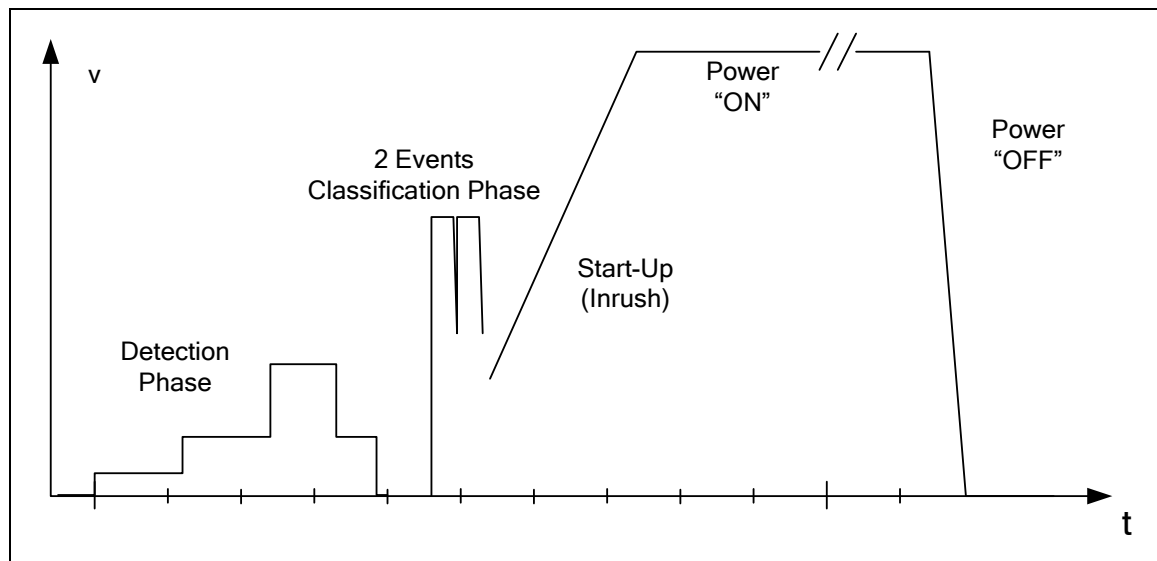 v
Power
“ON”
Power
“OFF”
2 Events
Classification Phase
Start-Up
(Inrush)
Detection
Phase
t